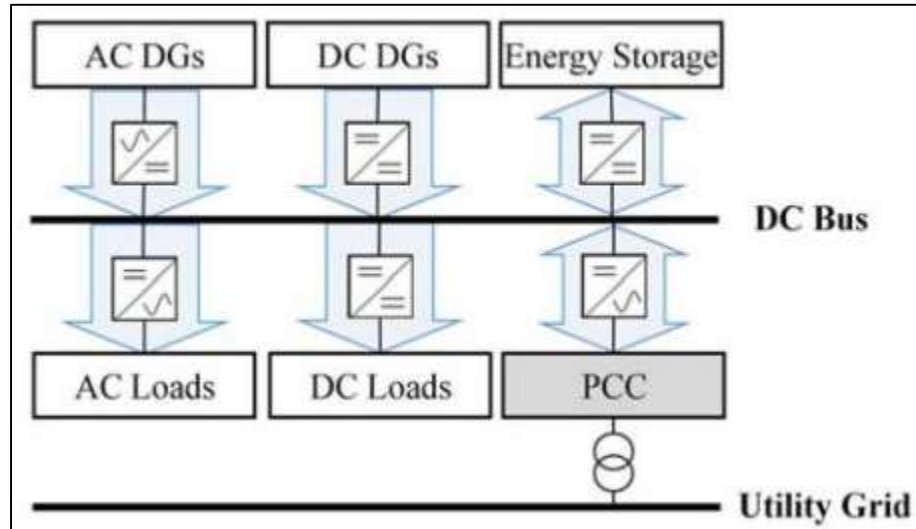 AC DGs
DC DGs
Energy Storage
DC Bus
AC Loads
DC Loads
PCC
Utility Grid